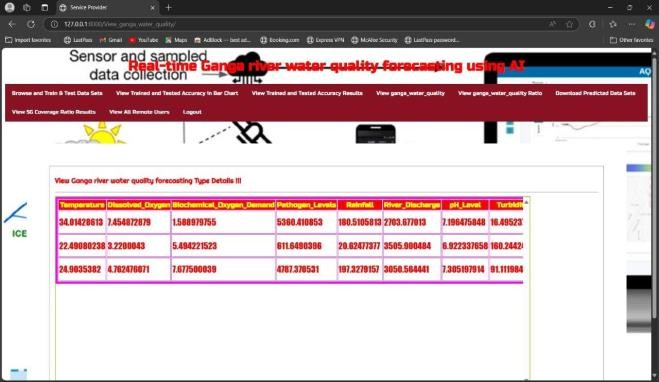 Service Provider
127.0.0.1:8000/View_ganga_water_quality/
Import favorites LastPass Gmail YouTube Maps AdBlock — best ad... Booking.com Express VPN McAfee Security LastPass password... Other favorites
Sensor and sampled
data collection
Real-time Ganga river water quality forecasting using AI
AQ
Browse and Train & Test Data Sets View Trained and Tested Accuracy in Bar Chart View Trained and Tested Accuracy Results View ganga_water_quality View ganga_water_quality Ratio Download Predicted Data Sets
View 5G Coverage Ratio Results View All Remote Users Logout
ICE
View Ganga river water quality forecasting Type Details !!!
Temperature Dissolved_Oxygen Biochemical_Oxygen_Demand Pathogen_Levels Rainfall River_Discharge pH_Level Turbidit
34.01428613 7.454872879 1.588979755 5360.410853 180.5105813 2703.677013 7.196475848 16.49523
22.49080238 3.2200043 5.494221523 611.6490396 20.62477377 3505.900484 6.922337658 160.2442
24.9035382 4.762476071 7.677500039 4787.370531 197.3279157 3050.564441 7.305197914 91.111984